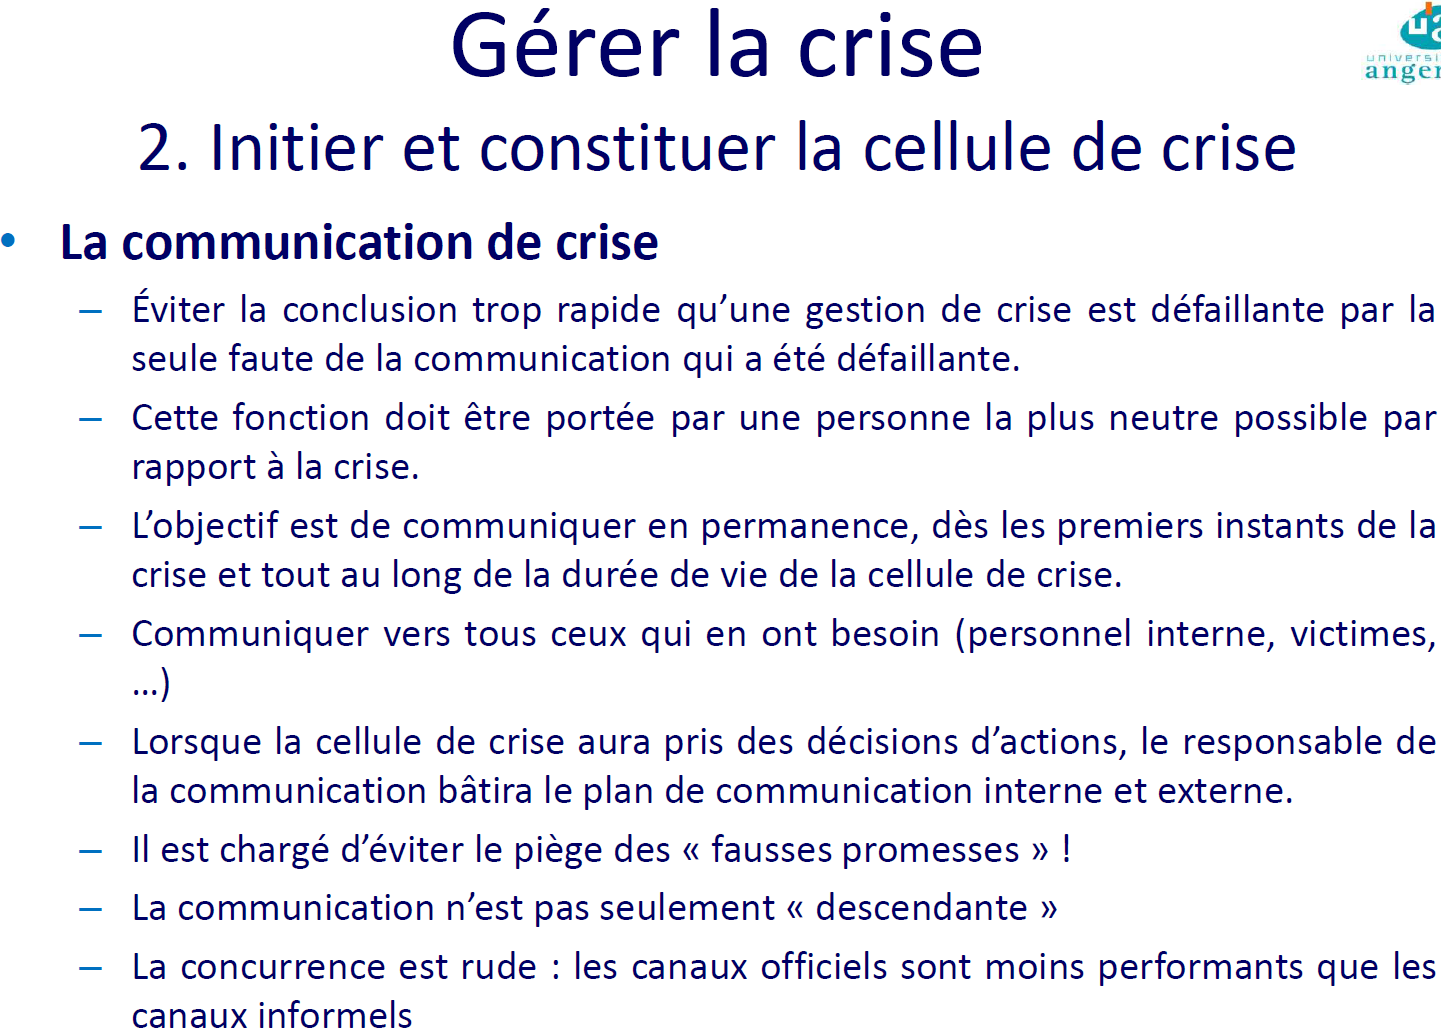 Gérer la crise
2. Initier et constituer la cellule de crise
• La communication de crise
– Éviter la conclusion trop rapide qu’une gestion de crise est défaillante par la
seule faute de la communication qui a été défaillante.
– Cette fonction doit être portée par une personne la plus neutre possible par
rapport à la crise.
– L’objectif est de communiquer en permanence, dès les premiers instants de la
crise et tout au long de la durée de vie de la cellule de crise.
– Communiquer vers tous ceux qui en ont besoin (personnel interne, victimes,
…)
– Lorsque la cellule de crise aura pris des décisions d’actions, le responsable de
la communication bâtira le plan de communication interne et externe.
– Il est chargé d’éviter le piège des « fausses promesses » !
– La communication n’est pas seulement « descendante »
– La concurrence est rude : les canaux officiels sont moins performants que les
canaux informels